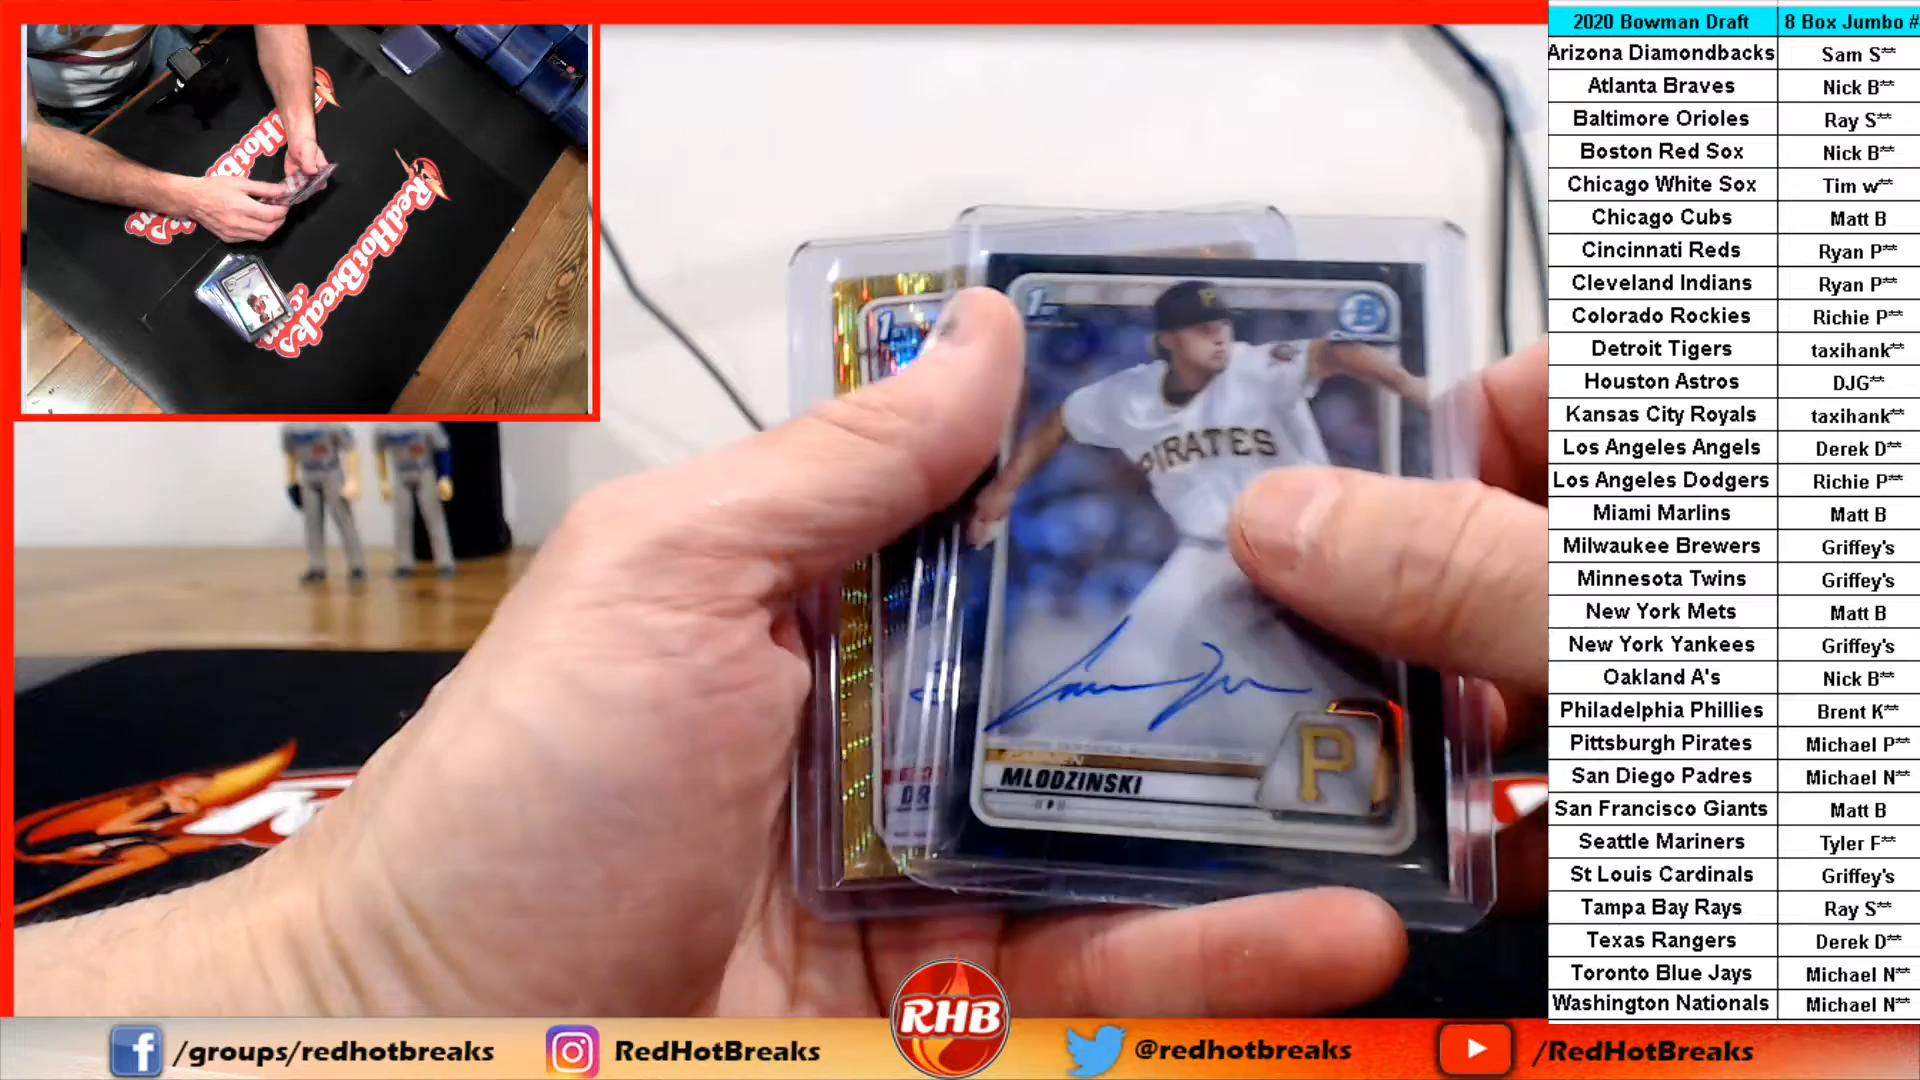 2020 Bowman Draft 8 Box Jumbo #
Arizona Diamondbacks Sam S**
Atlanta Braves Nick B**
Baltimore Orioles Ray S**
Boston Red Sox Nick B**
Chicago White Sox Tim w**
Chicago Cubs Matt B
Cincinnati Reds Ryan P**
Cleveland Indians Ryan P**
Colorado Rockies Richie P**
Detroit Tigers taxihank**
Houston Astros DJG**
Kansas City Royals taxihank**
Los Angeles Angels Derek D**
Los Angeles Dodgers Richie P**
Miami Marlins Matt B
Milwaukee Brewers Griffey's
Minnesota Twins Griffey's
New York Mets Matt B
New York Yankees Griffey's
Oakland A's Nick B**
Philadelphia Phillies Brent K**
Pittsburgh Pirates Michael P**
San Diego Padres Michael N**
San Francisco Giants Matt B
Seattle Mariners Tyler F**
St Louis Cardinals Griffey's
Tampa Bay Rays Ray S**
Texas Rangers Derek D**
Toronto Blue Jays Michael N**
Washington Nationals Michael N**
RedHotBreaks
.com
1st
1st
P
PIRATES
MLODZINSKI
P
DR
RHB
/groups/redhotbreaks
RedHotBreaks
@redhotbreaks
/RedHotBreaks